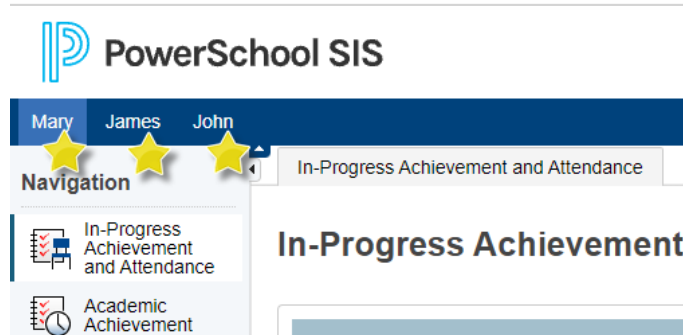 PowerSchool SIS
Mary James John
Navigation
In-Progress Achievement and Attendance
In-Progress
Achievement
and Attendance
In-Progress Achievement
Academic
Achievement